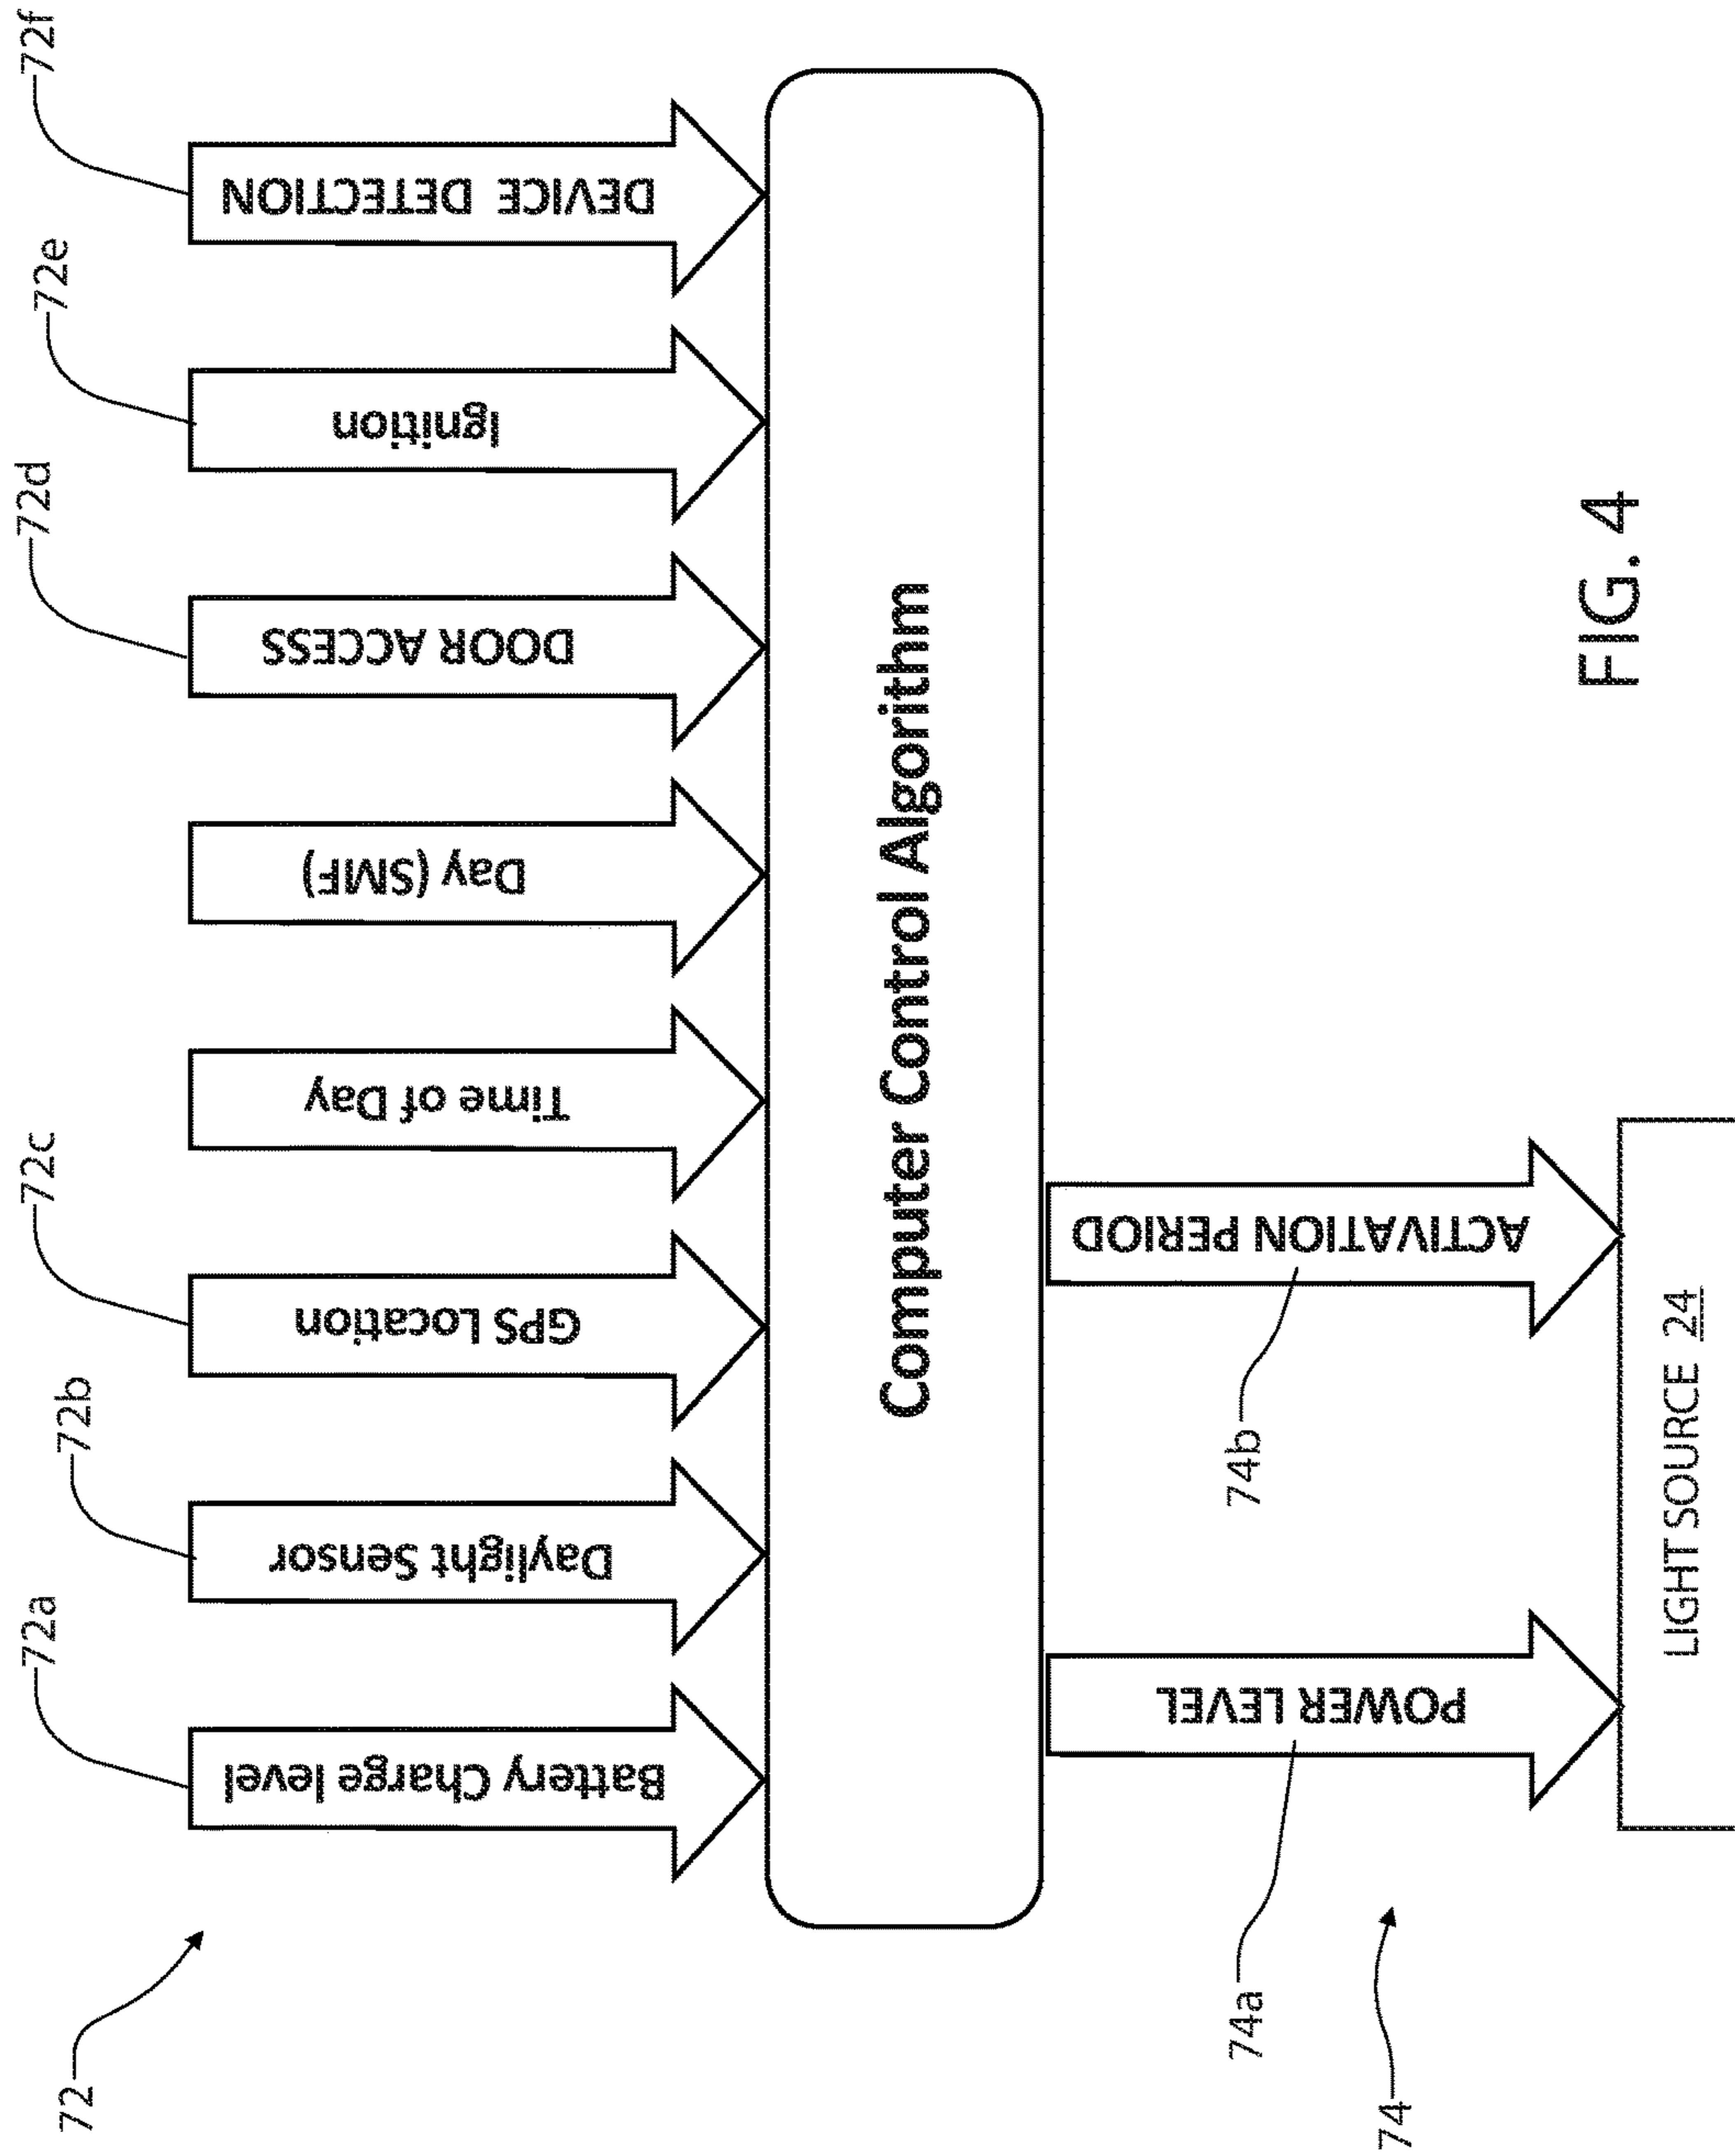 72
72a
72b
72c
72d
72e
72f
Battery Charge level
Daylight Sensor
GPS Location
Time of Day
Day (SMF)
DOOR ACCESS
Ignition
DEVICE DETECTION
Computer Control Algorithm
74
74a
74b
POWER LEVEL
ACTIVATION PERIOD
LIGHT SOURCE 24
FIG. 4